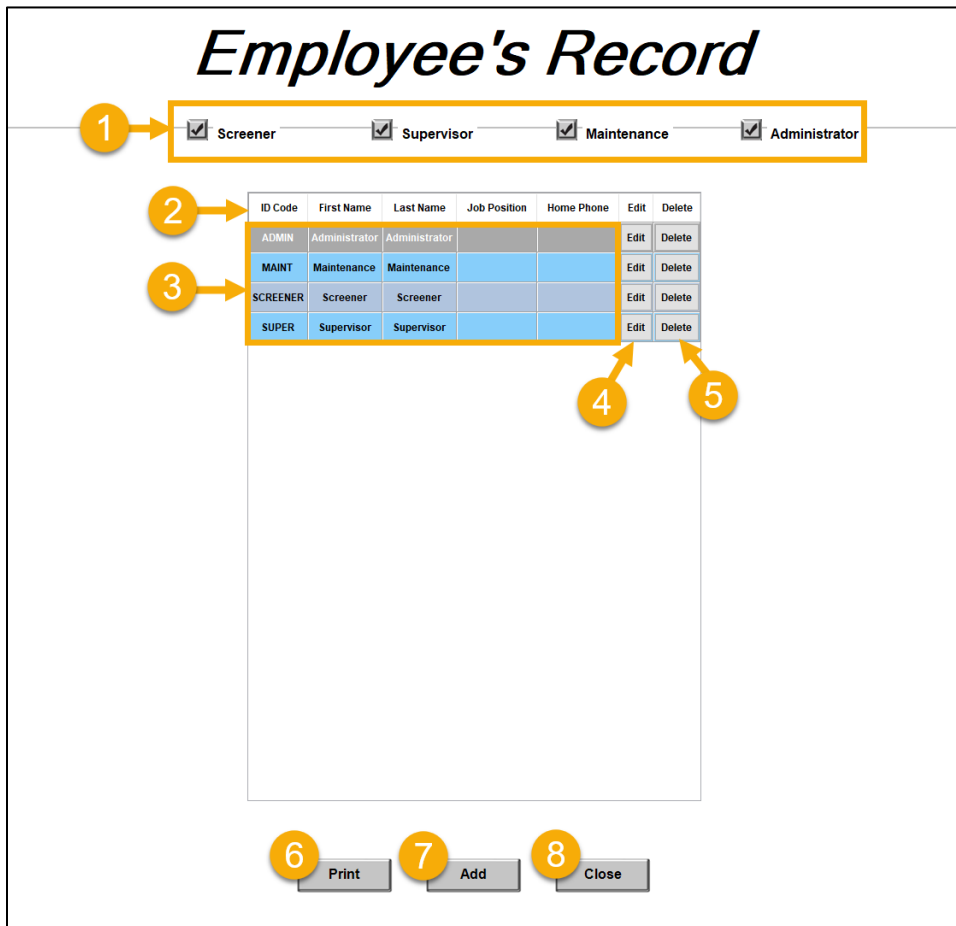 Employee's Record
1 Screener Supervisor Maintenance Administrator
2 ID Code First Name Last Name Job Position Home Phone Edit Delete
ADMIN Administrator Administrator Edit Delete
MAINT Maintenance Maintenance Edit Delete
3 SCREENER Screener Screener Edit Delete
SUPER Supervisor Supervisor Edit Delete
4 5
6 Print 7 Add 8 Close